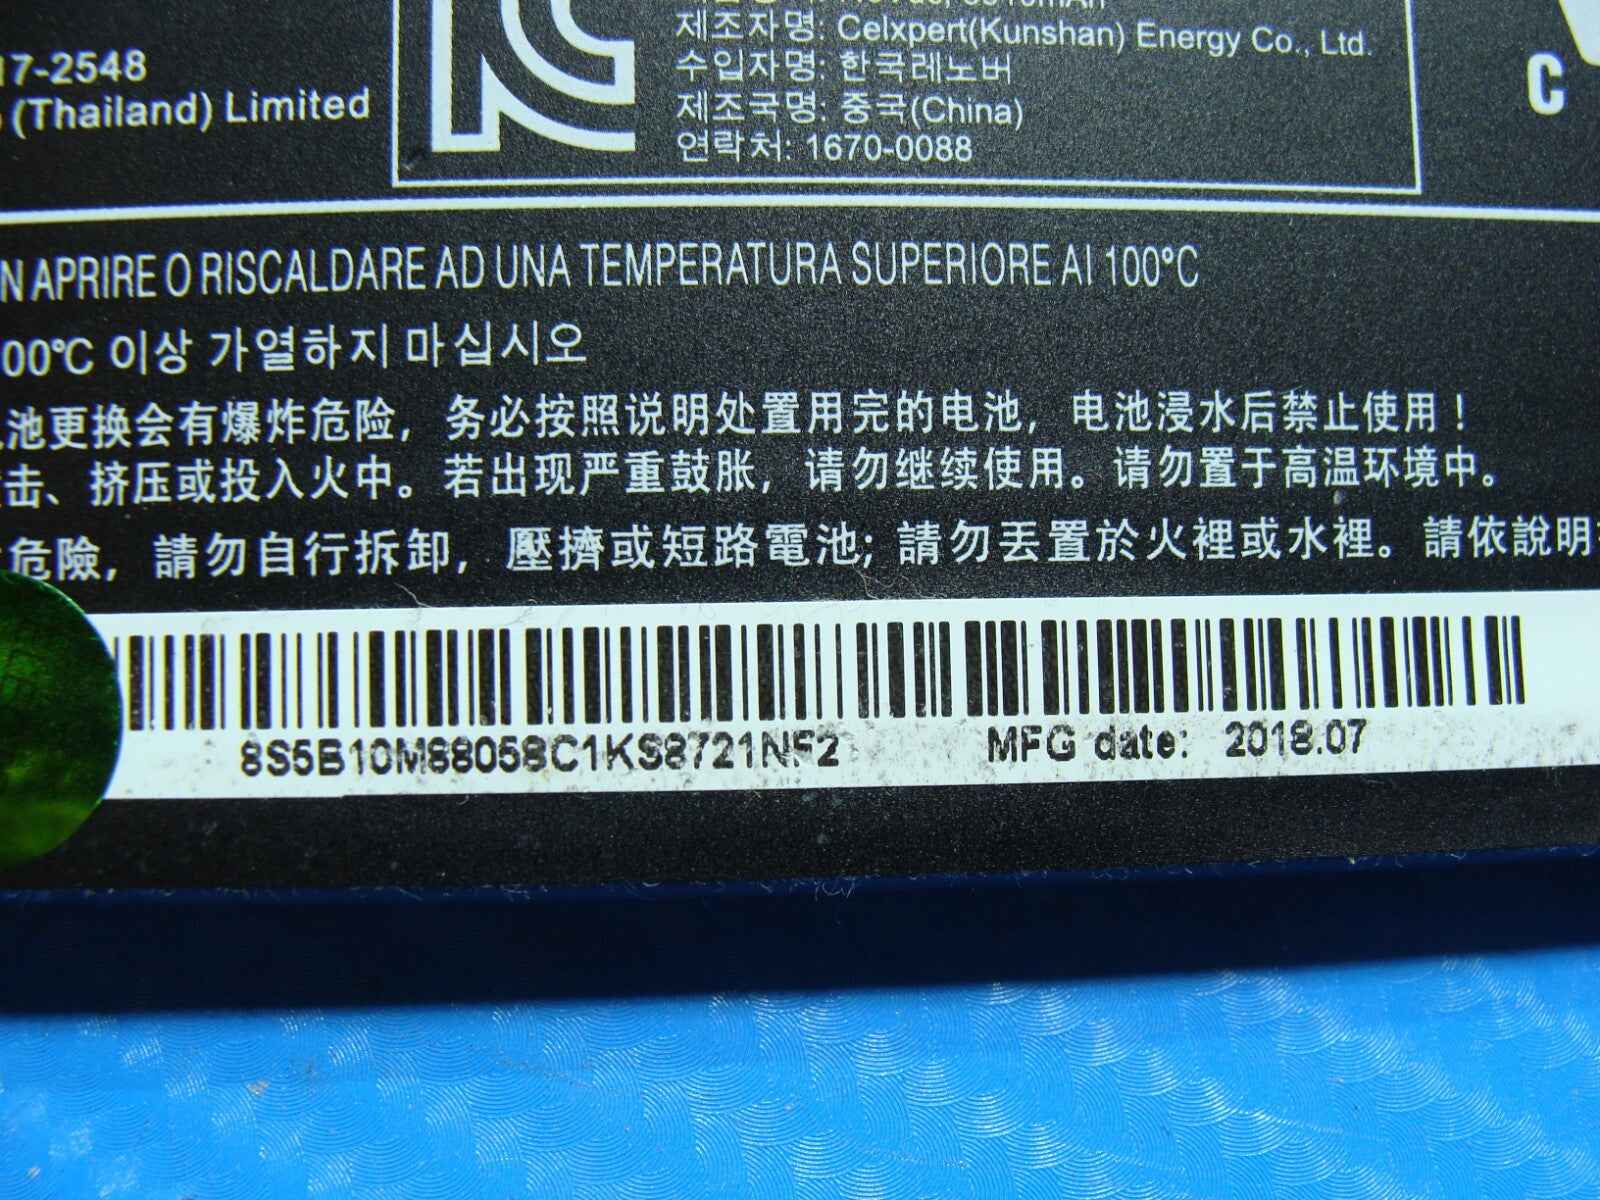 제조자명: Celxpert(Kunshan) Energy Co., Ltd.
수입자명: 한국레노버
제조국명: 중국(China)
연락처: 1670-0088
17-2548
(Thailand) Limited
C
N APRIRE O RISCALDARE AD UNA TEMPERATURA SUPERIORE AI 100°C
00°C 이상 가열하지 마십시오
池更换会有爆炸危险，务必按照说明处置用完的电池，电池浸水后禁止使用！
击、挤压或投入火中。若出现严重鼓胀，请勿继续使用。请勿置于高温环境中。
危險，請勿自行拆卸，壓擠或短路電池；請勿丟置於火裡或水裡。請依說明
8S5B10M88058C1KS8721NF2 MFG date: 2018.07